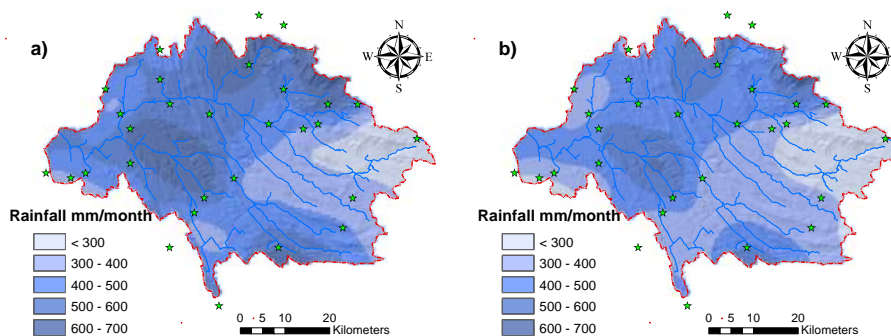 a)
N
W
E
S
Rainfall mm/month
< 300
300 - 400
400 - 500
500 - 600
600 - 700
0 5 10 20
Kilometers
b)
N
W
S
Rainfall mm/month
< 300
300 - 400
400 - 500
500 - 600
600 - 700
0 5 10 20
Kilometers